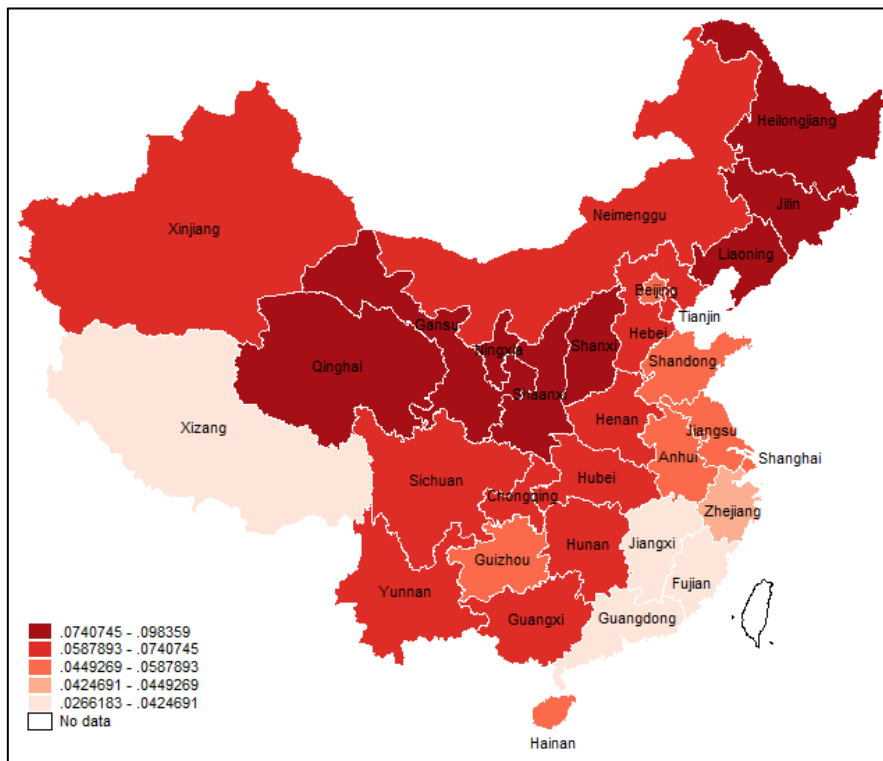 Heilongjiang
Jilin
Neimenggu
Xinjiang
Liaoning
Beijing
Tianjin
Gansu
Hebei
Ningxia
Shanxi
Shandong
Qinghai
Shaanxi
Henan
Jiangsu
Xizang
Anhui
Shanghai
Sichuan
Hubei
Chongqing
Zhejiang
Jiangxi
Guizhou
Hunan
Fujian
Yunnan
Guangxi
Guangdong
.0740745 - .098359
.0587893 - .0740745
.0449269 - .0587893
.0424691 - .0449269
.0266183 - .0424691
No data
Hainan